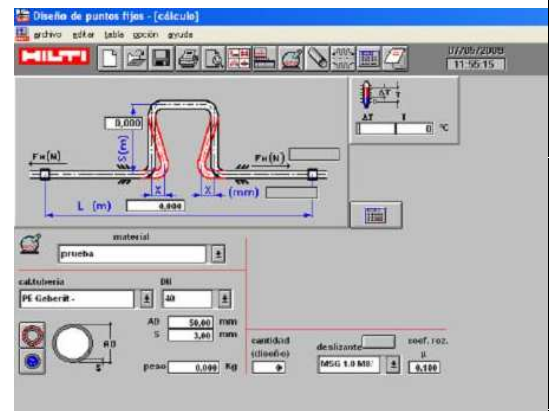 Diseño de puntos fijos - [cálculo]
archivo editar tabla opción ayuda
HILTI
07/05/2009
11:55:15
0,000
S(m)
ΔT T
ΔT T
0 ºC
FH(N)
FH(N)
X
X
(mm)
L (m)
0,000
material
prueba
cal.tuberia
DN
PE Geberit -
40
AD 50,00 mm
S 3,00 mm
peso 0,000 Kg
AD
S
cantidad
(diseño)
0
deslizante
MSG 1.0 M8/
coef. roz.
μ
0,100